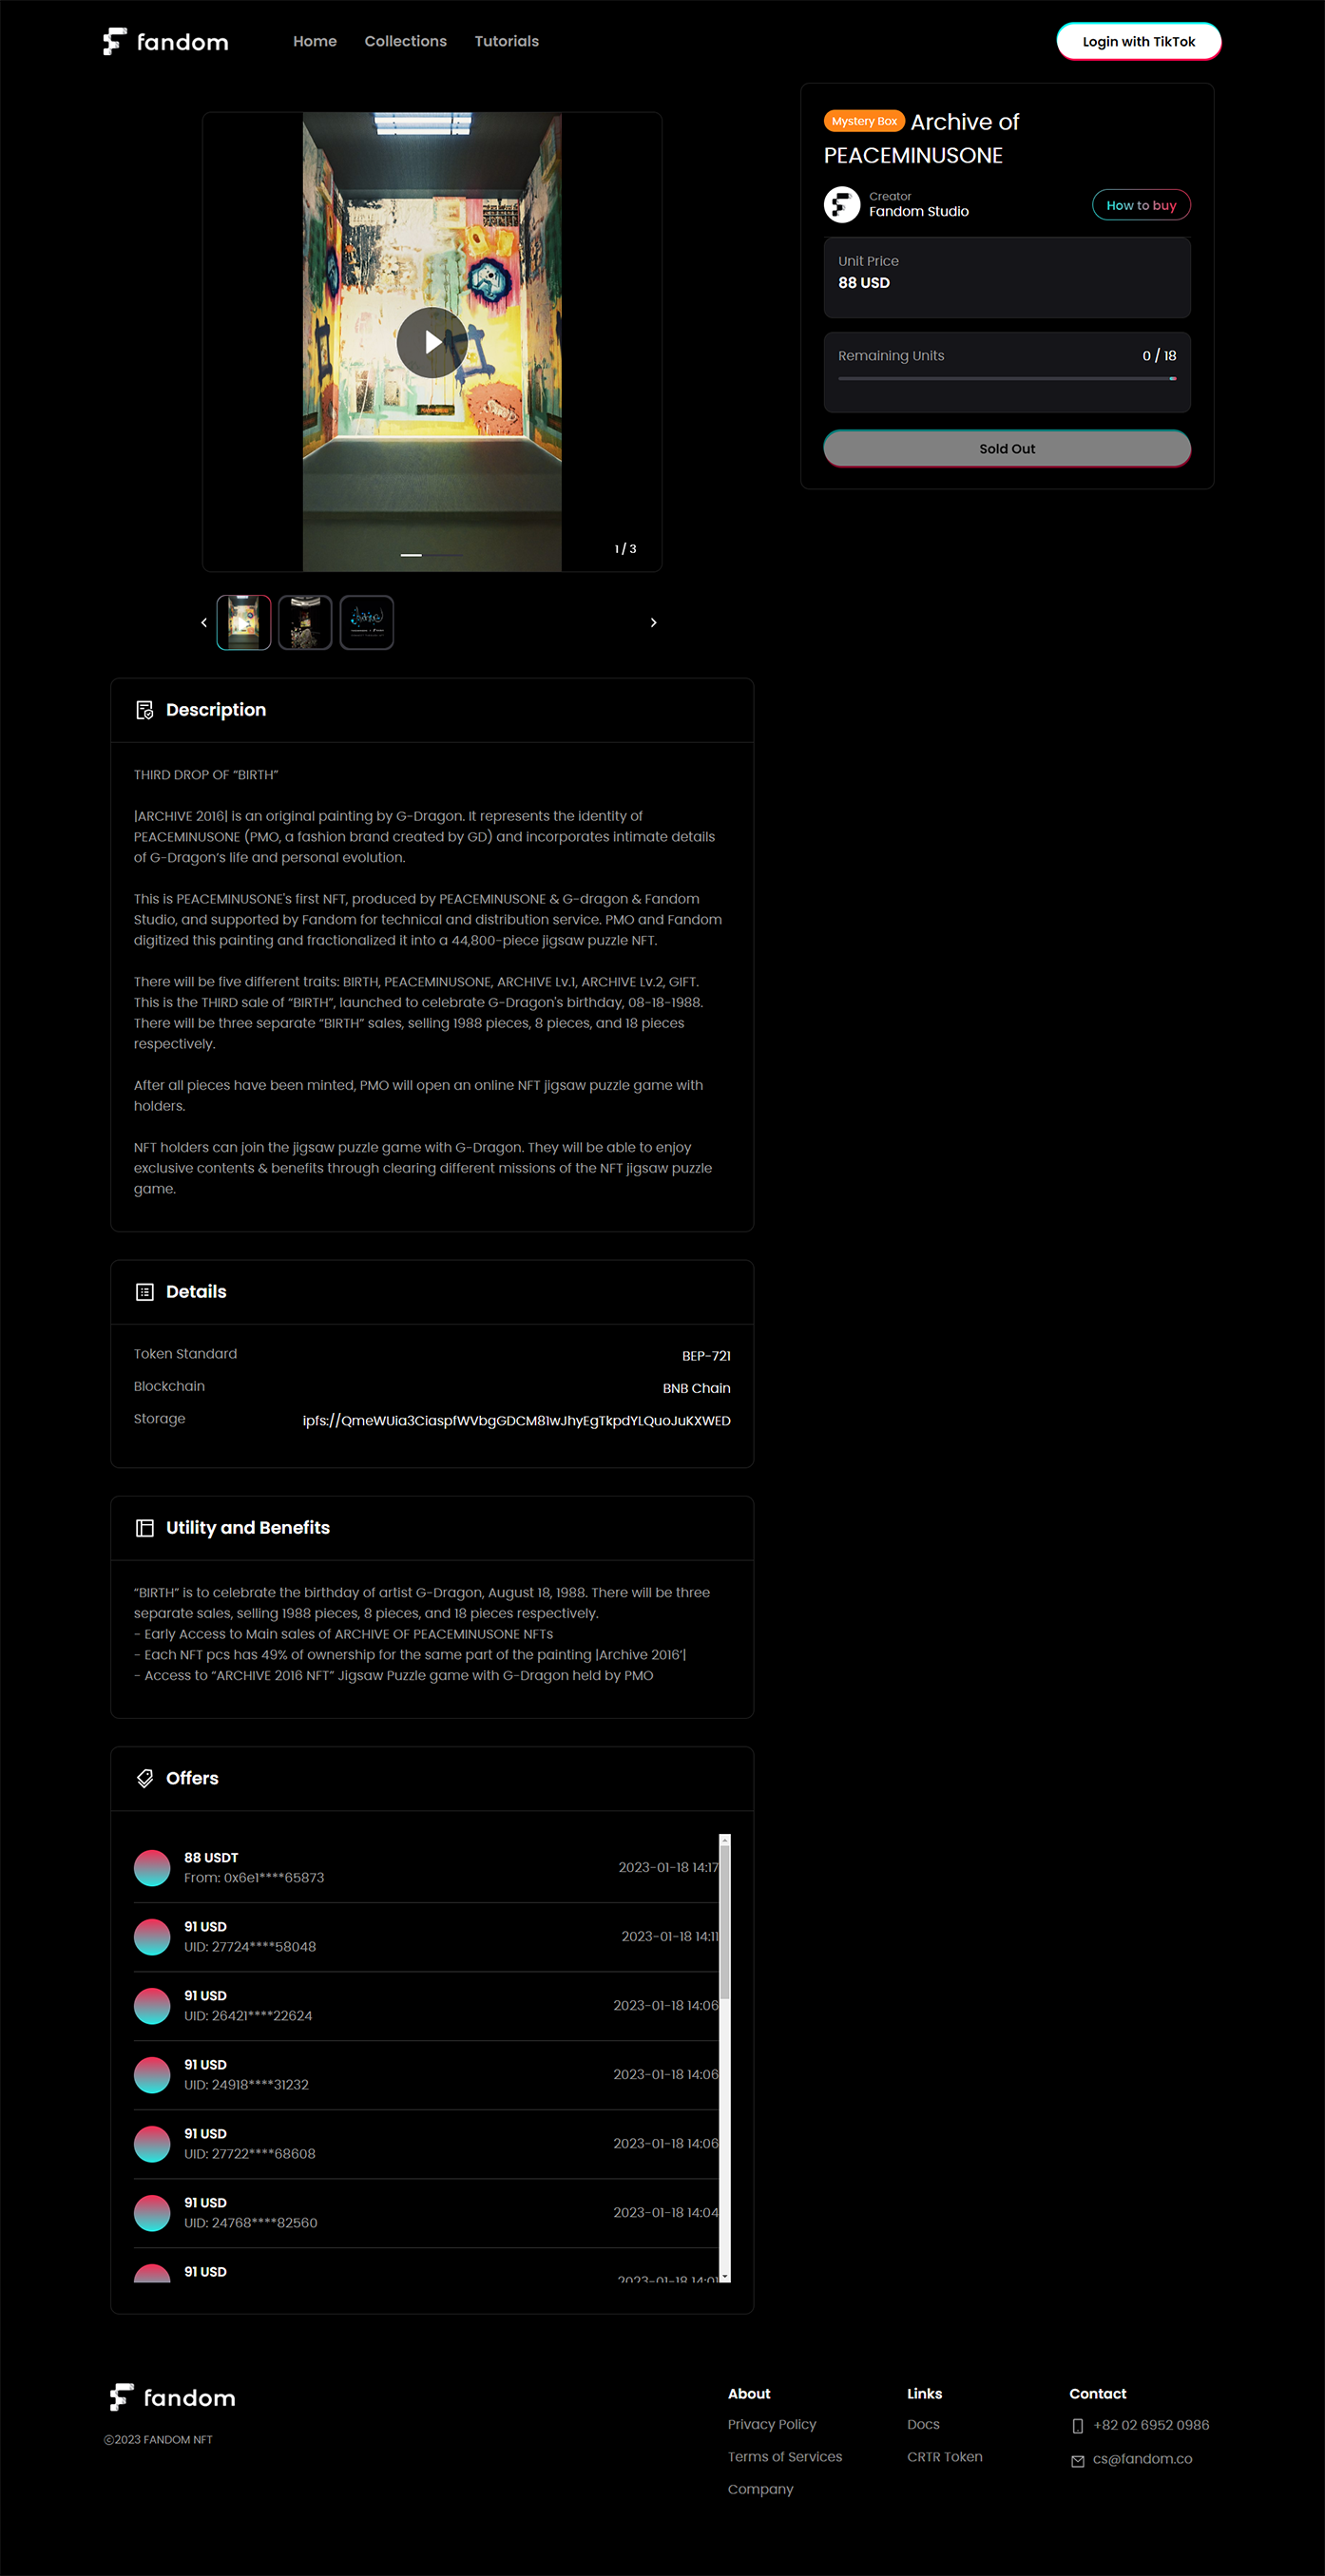 fandom
Home
Collections
Tutorials
Login with TikTok
1 / 3
Mystery Box Archive of
PEACEMINUSONE
Creator
Fandom Studio
How to buy
Unit Price
88 USD
Remaining Units
0 / 18
Sold Out
Description
THIRD DROP OF “BIRTH”
|ARCHIVE 2016| is an original painting by G-Dragon. It represents the identity of
PEACEMINUSONE (PMO, a fashion brand created by GD) and incorporates intimate details
of G-Dragon’s life and personal evolution.
This is PEACEMINUSONE's first NFT, produced by PEACEMINUSONE & G-dragon & Fandom
Studio, and supported by Fandom for technical and distribution service. PMO and Fandom
digitized this painting and fractionalized it into a 44,800-piece jigsaw puzzle NFT.
There will be five different traits: BIRTH, PEACEMINUSONE, ARCHIVE Lv.1, ARCHIVE Lv.2, GIFT.
This is the THIRD sale of “BIRTH”, launched to celebrate G-Dragon's birthday, 08-18-1988.
There will be three separate “BIRTH” sales, selling 1988 pieces, 8 pieces, and 18 pieces
respectively.
After all pieces have been minted, PMO will open an online NFT jigsaw puzzle game with
holders.
NFT holders can join the jigsaw puzzle game with G-Dragon. They will be able to enjoy
exclusive contents & benefits through clearing different missions of the NFT jigsaw puzzle
game.
Details
Token Standard
BEP-721
Blockchain
BNB Chain
Storage
ipfs://QmeWUia3CiaspfWVbgGDCM81wJhyEgTkpdYLQuoJuKXWED
Utility and Benefits
“BIRTH” is to celebrate the birthday of artist G-Dragon, August 18, 1988. There will be three
separate sales, selling 1988 pieces, 8 pieces, and 18 pieces respectively.
- Early Access to Main sales of ARCHIVE OF PEACEMINUSONE NFTs
- Each NFT pcs has 49% of ownership for the same part of the painting |Archive 2016’|
- Access to “ARCHIVE 2016 NFT” Jigsaw Puzzle game with G-Dragon held by PMO
Offers
88 USDT
From: 0x6e1****65873
2023-01-18 14:17
91 USD
UID: 27724****58048
2023-01-18 14:11
91 USD
UID: 26421****22624
2023-01-18 14:06
91 USD
UID: 24918****31232
2023-01-18 14:06
91 USD
UID: 27722****68608
2023-01-18 14:06
91 USD
UID: 24768****82560
2023-01-18 14:04
91 USD
2023-01-18 14:01
fandom
©2023 FANDOM NFT
About
Privacy Policy
Terms of Services
Company
Links
Docs
CRTR Token
Contact
+82 02 6952 0986
cs@fandom.co